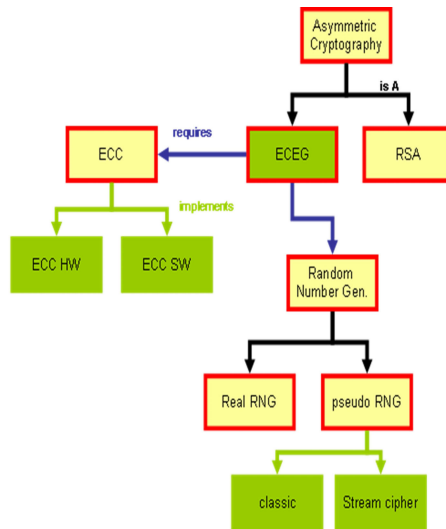 Asymmetric
Cryptography
is A
requires
ECC
ECEG
RSA
implements
ECC HW
ECC SW
Random
Number Gen.
Real RNG
pseudo RNG
classic
Stream cipher